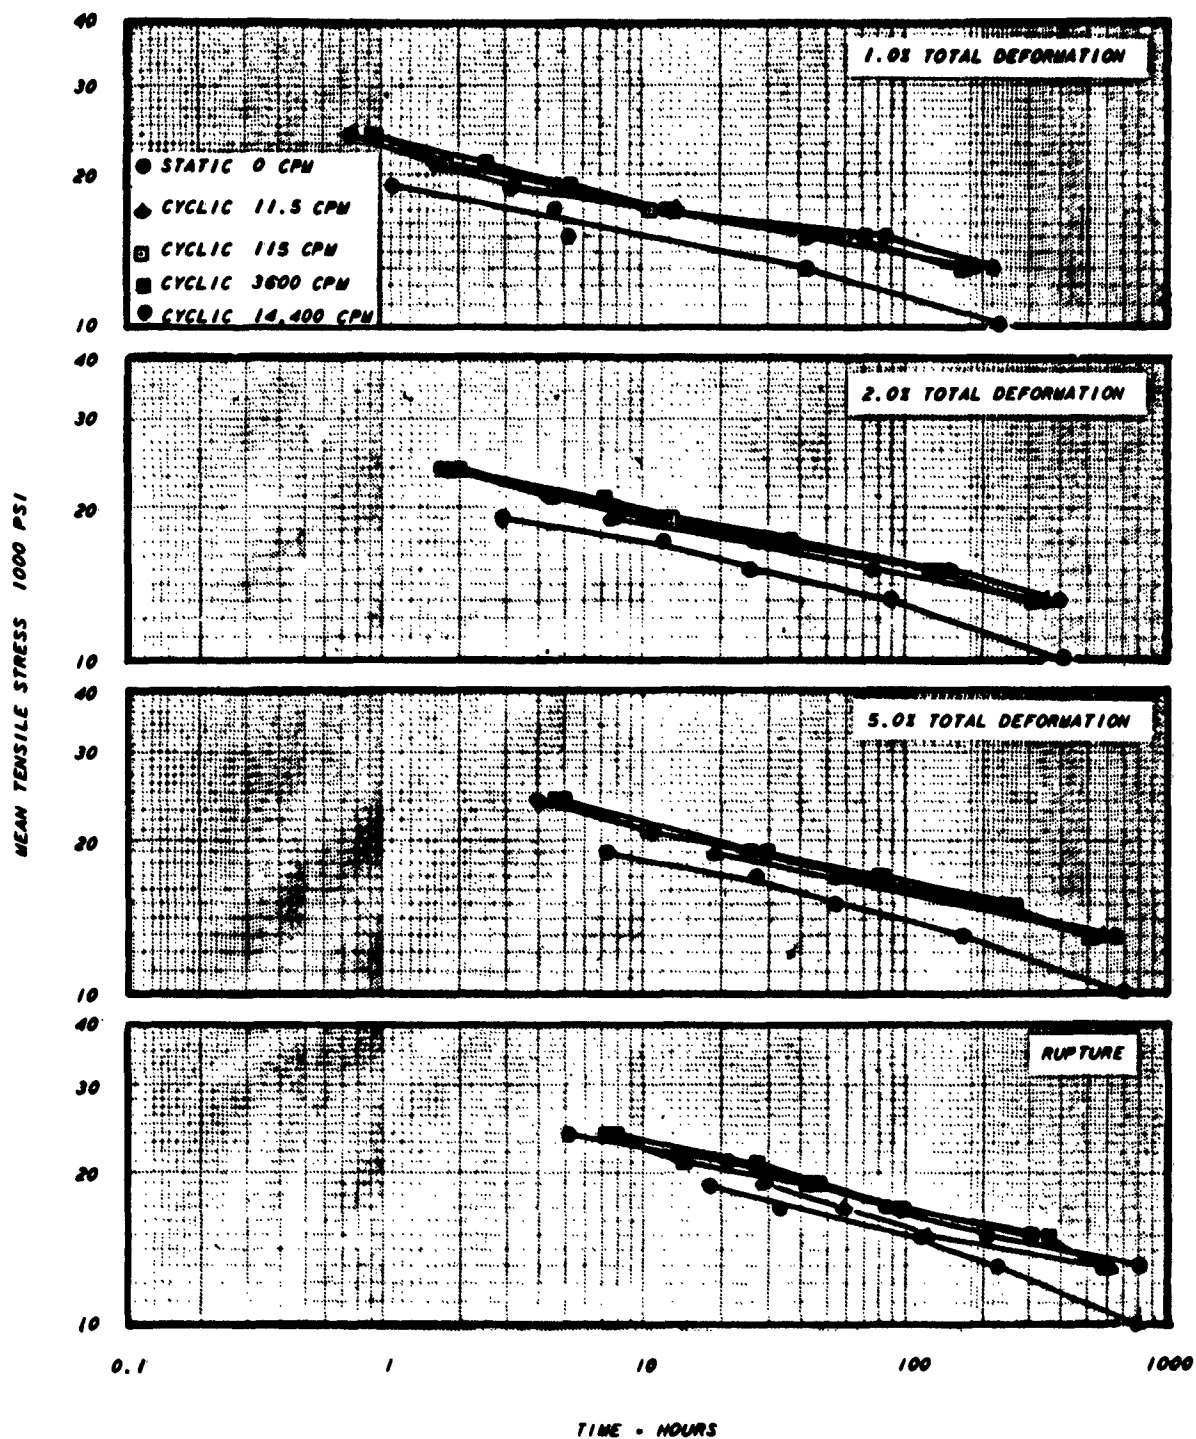 MEAN TENSILE STRESS 1000 PSI
40
30
20
10
1.0% TOTAL DEFORMATION
STATIC 0 CPM
CYCLIC 11.5 CPM
CYCLIC 115 CPM
CYCLIC 3600 CPM
CYCLIC 14,400 CPM
40
30
20
10
2.0% TOTAL DEFORMATION
40
30
20
10
5.0% TOTAL DEFORMATION
40
30
20
10
RUPTURE
0.1 1 10 100 1000
TIME - HOURS